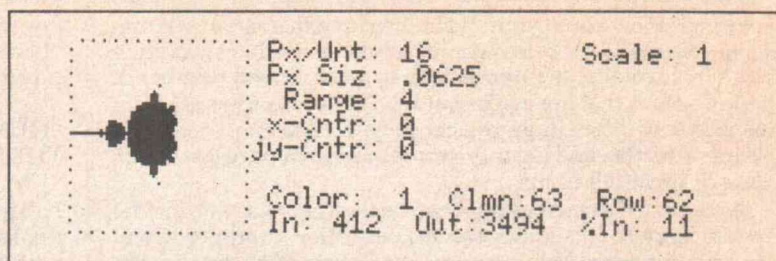 Px/Unt: 16 Scale: 1
Px Siz: .0625
Range: 4
x-Cntr: 0
jy-Cntr: 0
Color: 1 Clmn:63 Row:62
In: 412 Out:3494 %In: 11